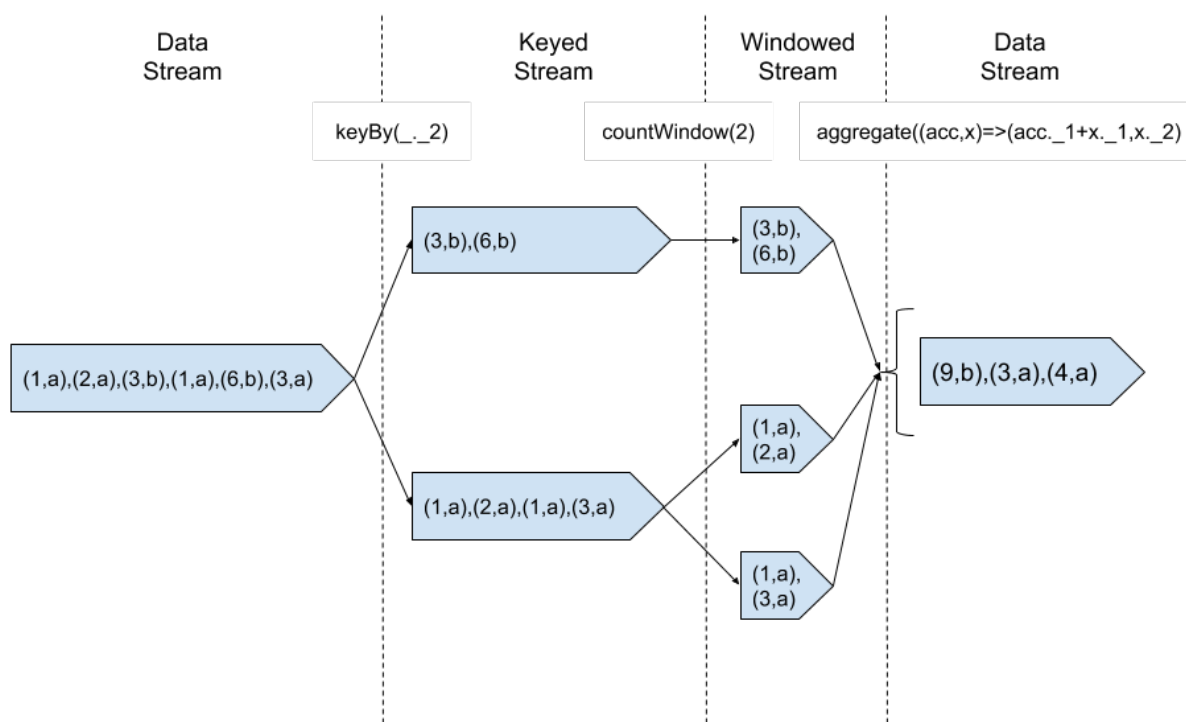 Data
Stream
Keyed
Stream
Windowed
Stream
Data
Stream
keyBy(_._2)
countWindow(2)
aggregate((acc,x)=>(acc._1+x._1,x._2)
(3,b),(6,b)
(3,b),
(6,b)
(1,a),(2,a),(3,b),(1,a),(6,b),(3,a)
(9,b),(3,a),(4,a)
(1,a),
(2,a)
(1,a),(2,a),(1,a),(3,a)
(1,a),
(3,a)